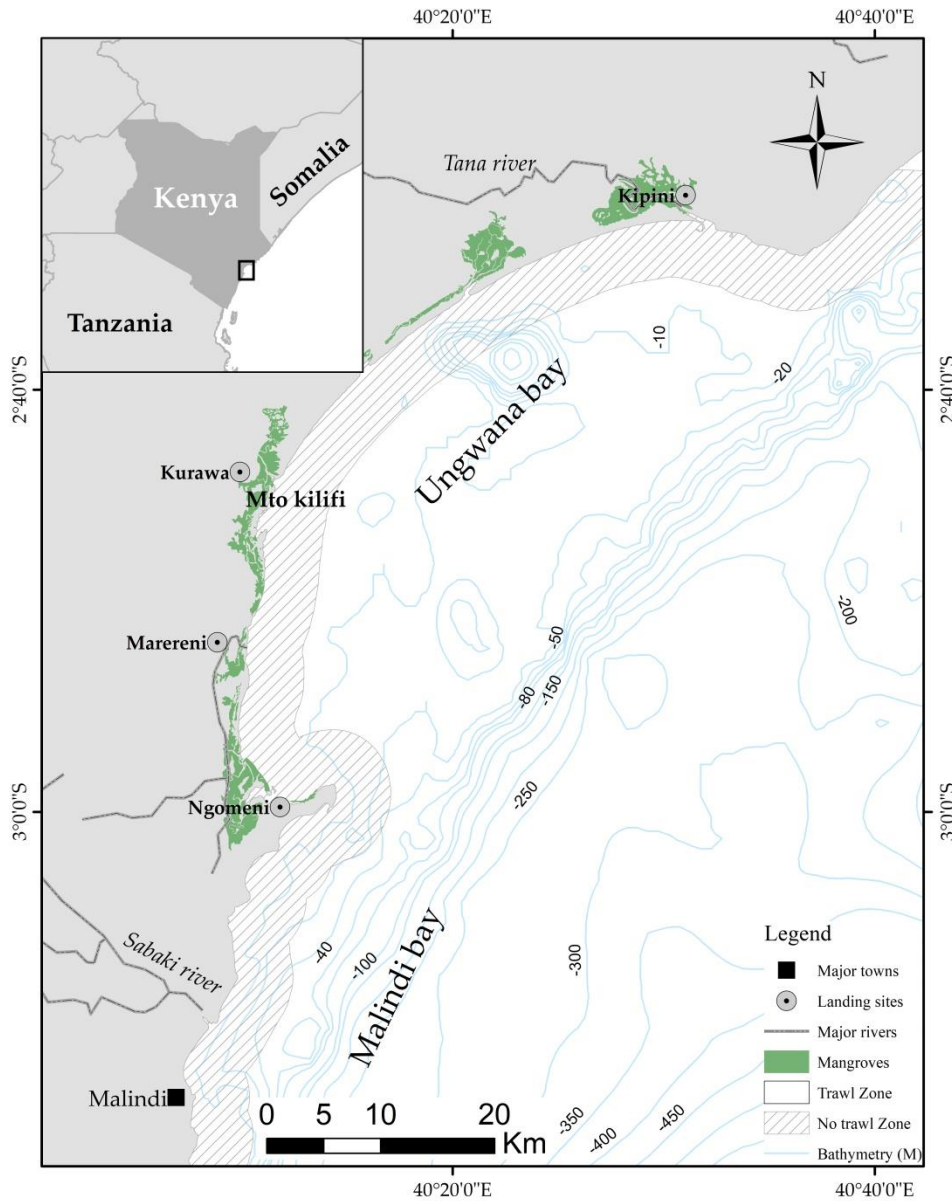 40°20'0"E
40°40'0"E
N
Tana river
Kipini
Somalia
Kenya
Tanzania
-10
-20
2°40'0"S
2°40'0"S
Ungwana bay
Kurawa
Mto kilifi
-200
Marereni
-50
-80
-150
-250
Ngomeni
3°0'0"S
3°0'0"S
Sabaki river
-40
-100
Malindi bay
-300
Legend
Major towns
Landing sites
Major rivers
Mangroves
Trawl Zone
No trawl Zone
Bathymetry (M)
Malindi
0 5 10 20
Km
-350
-400
-450
40°20'0"E
40°40'0"E